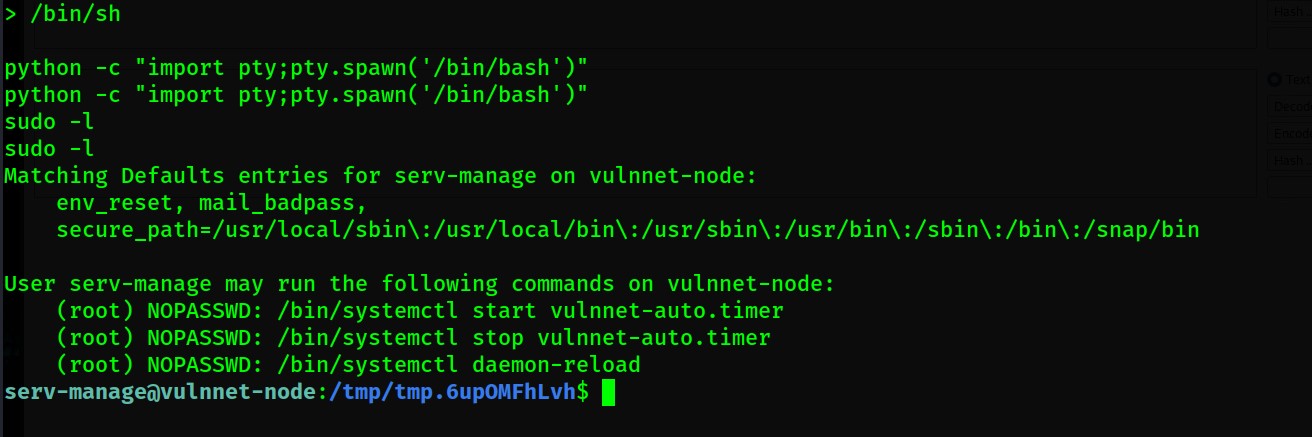 > /bin/sh
python -c "import pty;pty.spawn('/bin/bash')"
python -c "import pty;pty.spawn('/bin/bash')"
sudo -l
sudo -l
Matching Defaults entries for serv-manage on vulnnet-node:
    env_reset, mail_badpass,
    secure_path=/usr/local/sbin\:/usr/local/bin\:/usr/sbin\:/usr/bin\:/sbin\:/bin\:/snap/bin
User serv-manage may run the following commands on vulnnet-node:
    (root) NOPASSWD: /bin/systemctl start vulnnet-auto.timer
    (root) NOPASSWD: /bin/systemctl stop vulnnet-auto.timer
    (root) NOPASSWD: /bin/systemctl daemon-reload
serv-manage@vulnnet-node:/tmp/tmp.6upOMFhLvh$